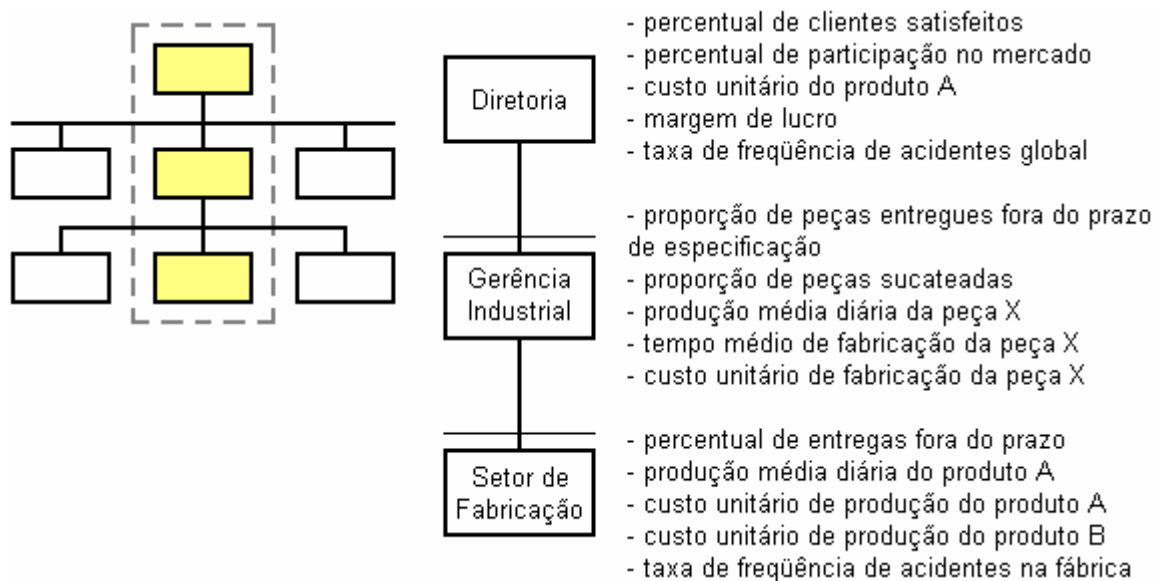 - percentual de clientes satisfeitos
- percentual de participação no mercado
Diretoria
- custo unitário do produto A
- margem de lucro
- taxa de freqüência de acidentes global
- proporção de peças entregues fora do prazo
de especificação
Gerência
Industrial
- proporção de peças sucateadas
- produção média diária da peça X
- tempo médio de fabricação da peça X
- custo unitário de fabricação da peça X
- percentual de entregas fora do prazo
Setor de
Fabricação
- produção média diária do produto A
- custo unitário de produção do produto A
- custo unitário de produção do produto B
- taxa de freqüência de acidentes na fábrica